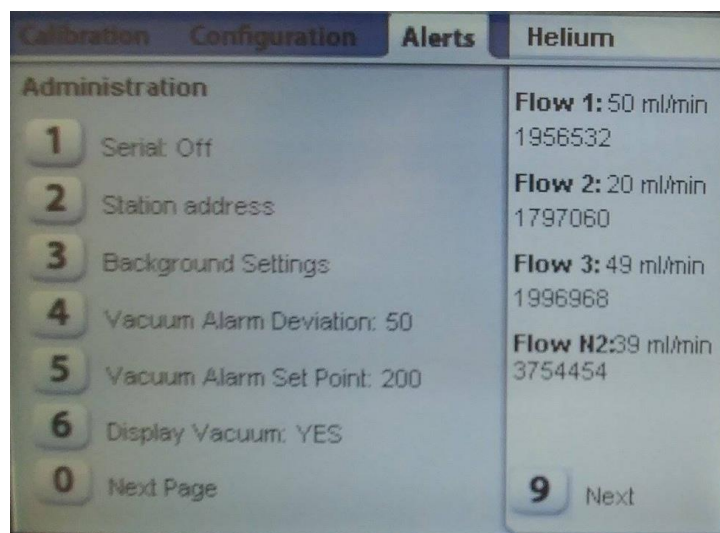 Calibration Configuration Alerts Helium
Administration
1 Serial: Off
2 Station address
3 Background Settings
4 Vacuum Alarm Deviation: 50
5 Vacuum Alarm Set Point: 200
6 Display Vacuum: YES
0 Next Page
Flow 1: 50 ml/min
1956532
Flow 2: 20 ml/min
1797060
Flow 3: 49 ml/min
1996968
Flow N2:39 ml/min
3754454
9 Next